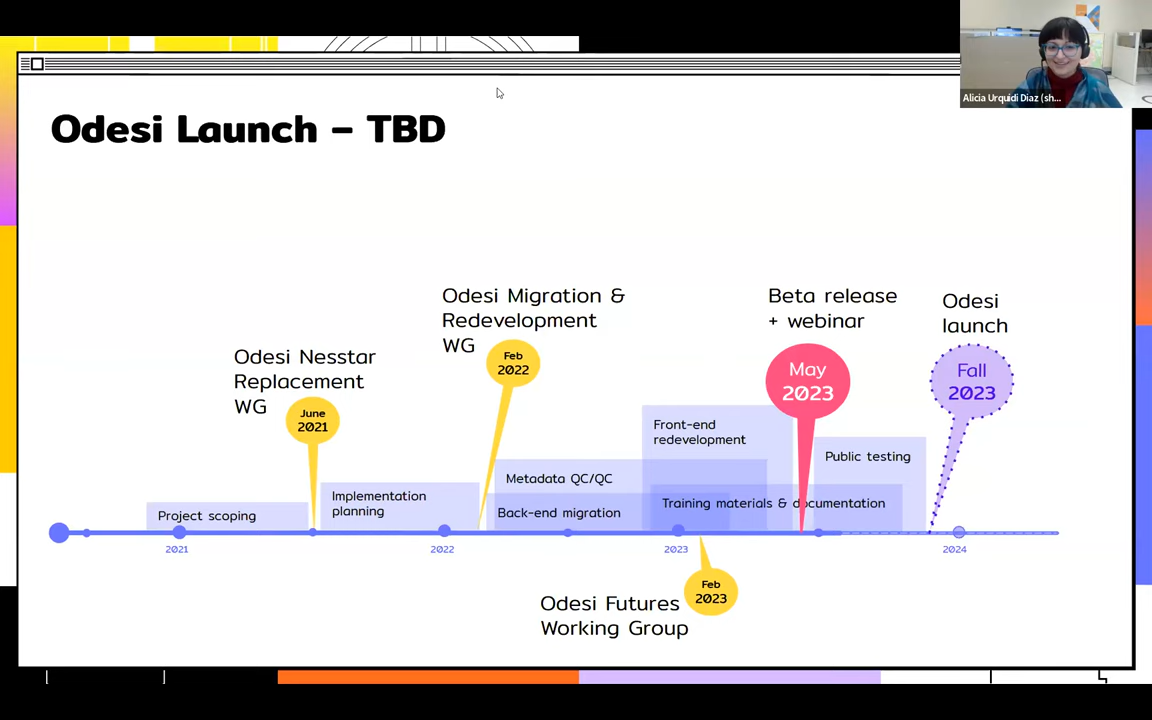 Alicia Urquidi Diaz (sh...
Odesi Launch – TBD
Odesi Nesstar
Replacement
WG
June
2021
Odesi Migration &
Redevelopment
WG
Feb
2022
Beta release
+ webinar
May
2023
Odesi
launch
Fall
2023
Project scoping
Implementation
planning
Metadata QC/QC
Back-end migration
Front-end
redevelopment
Training materials & documentation
Public testing
2021
2022
2023
2024
Feb
2023
Odesi Futures
Working Group